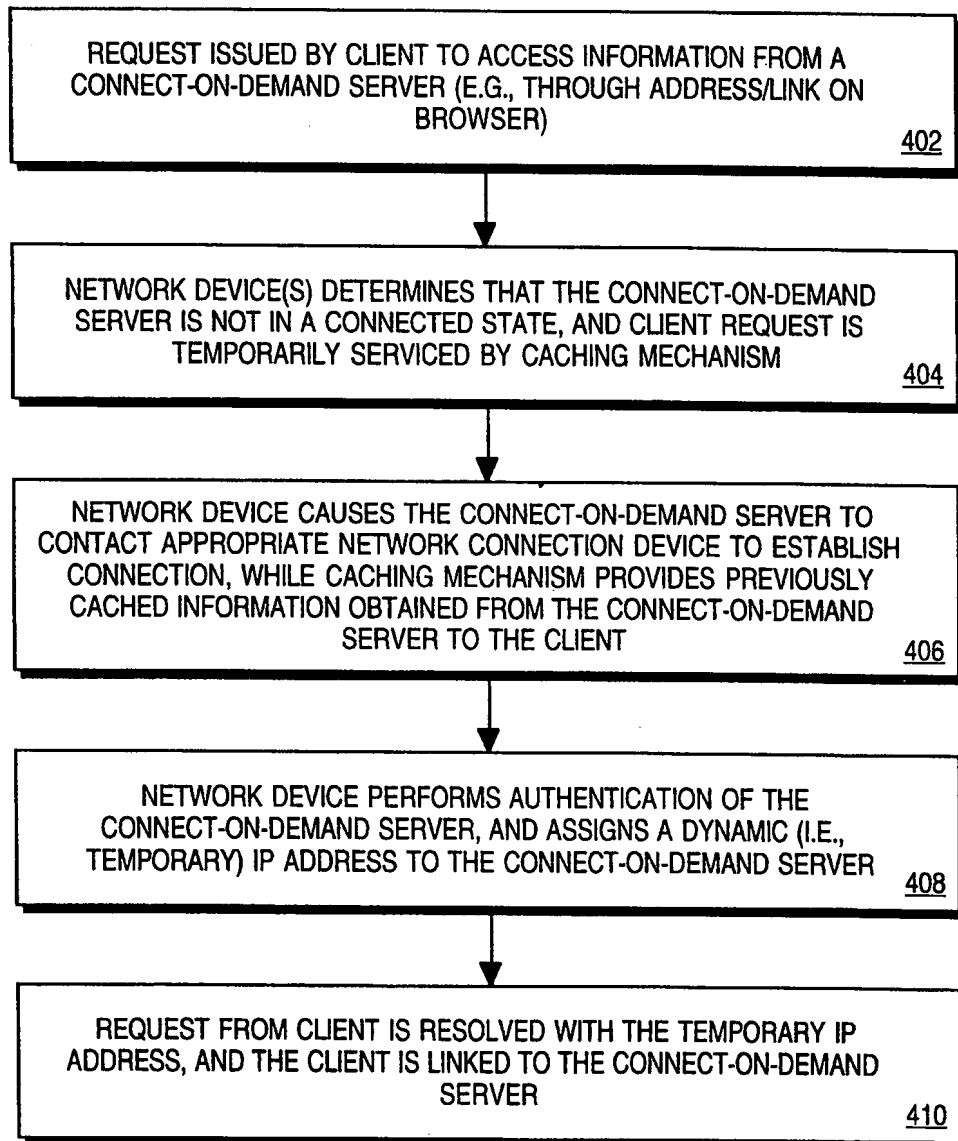 REQUEST ISSUED BY CLIENT TO ACCESS INFORMATION FROM A
CONNECT-ON-DEMAND SERVER (E.G., THROUGH ADDRESS/LINK ON
BROWSER)
402
NETWORK DEVICE(S) DETERMINES THAT THE CONNECT-ON-DEMAND
SERVER IS NOT IN A CONNECTED STATE, AND CLIENT REQUEST IS
TEMPORARILY SERVICED BY CACHING MECHANISM
404
NETWORK DEVICE CAUSES THE CONNECT-ON-DEMAND SERVER TO
CONTACT APPROPRIATE NETWORK CONNECTION DEVICE TO ESTABLISH
CONNECTION, WHILE CACHING MECHANISM PROVIDES PREVIOUSLY
CACHED INFORMATION OBTAINED FROM THE CONNECT-ON-DEMAND
SERVER TO THE CLIENT
406
NETWORK DEVICE PERFORMS AUTHENTICATION OF THE
CONNECT-ON-DEMAND SERVER, AND ASSIGNS A DYNAMIC (I.E.,
TEMPORARY) IP ADDRESS TO THE CONNECT-ON-DEMAND SERVER
408
REQUEST FROM CLIENT IS RESOLVED WITH THE TEMPORARY IP
ADDRESS, AND THE CLIENT IS LINKED TO THE CONNECT-ON-DEMAND
SERVER
410